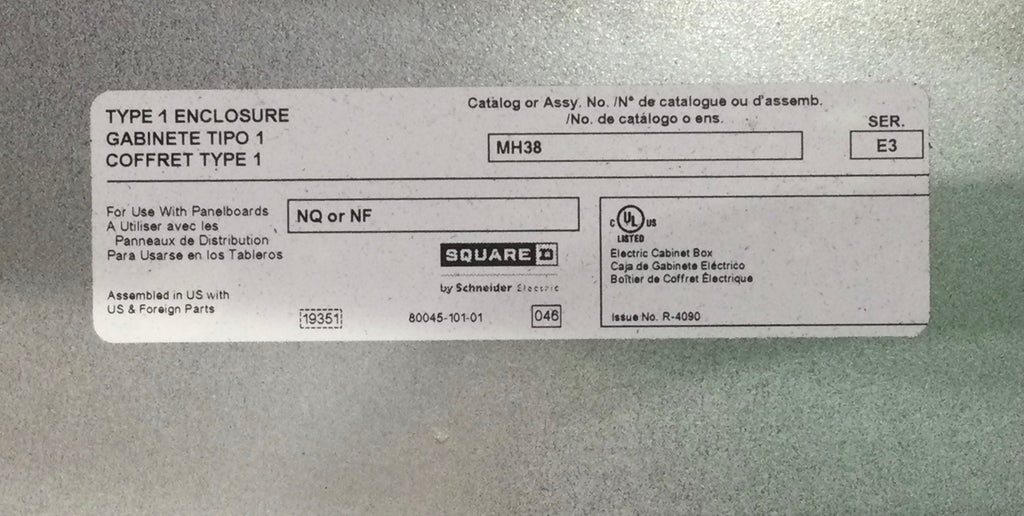 TYPE 1 ENCLOSURE
GABINETE TIPO 1
COFFRET TYPE 1
Catalog or Assy. No. /N° de catalogue ou d'assemb.
/No. de catálogo o ens.
MH38
SER.
E3
For Use With Panelboards
A Utiliser avec les
Panneaux de Distribution
Para Usarse en los Tableros
NQ or NF
SQUARE D
by Schneider Electric
Assembled in US with
US & Foreign Parts
19351
80045-101-01
046
C UL US
LISTED
Electric Cabinet Box
Caja de Gabinete Eléctrico
Boîtier de Coffret Électrique
Issue No. R-4090